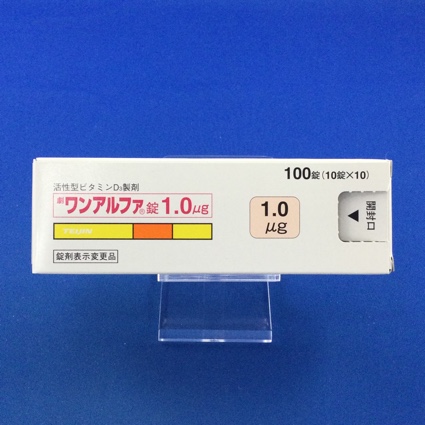 100錠(10錠×10)
活性型ビタミンD₃製剤
劇 ワンアルファ®錠1.0μg
1.0
μg
開封口
TEIJIN
錠剤表示変更品